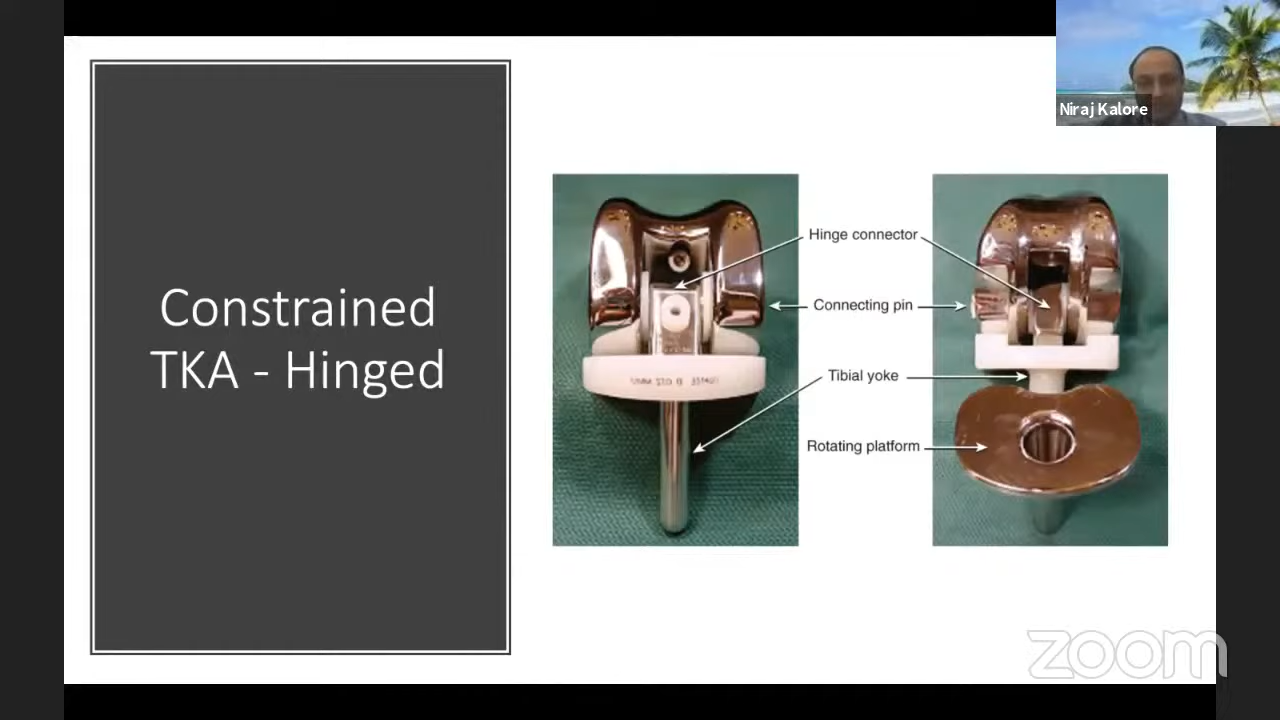 Niraj Kalore
Constrained
TKA - Hinged
Hinge connector
Connecting pin
Tibial yoke
Rotating platform
zoom